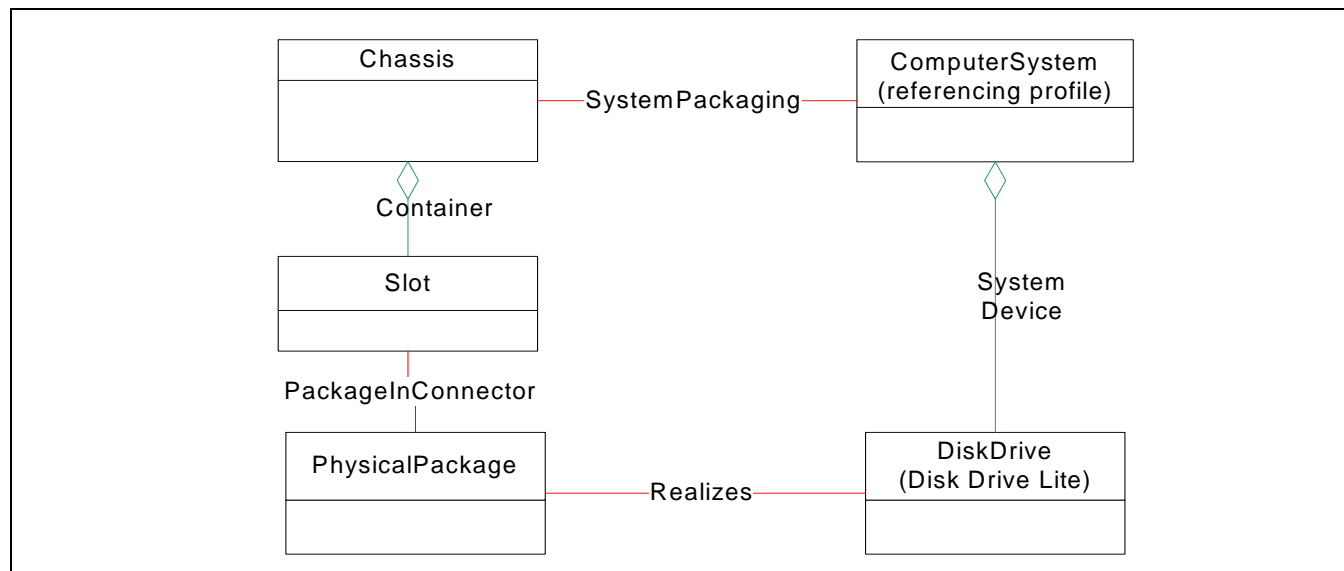 Chassis
ComputerSystem
(referencing profile)
SystemPackaging
Container
Slot
System
Device
PackageInConnector
PhysicalPackage
DiskDrive
(Disk Drive Lite)
Realizes